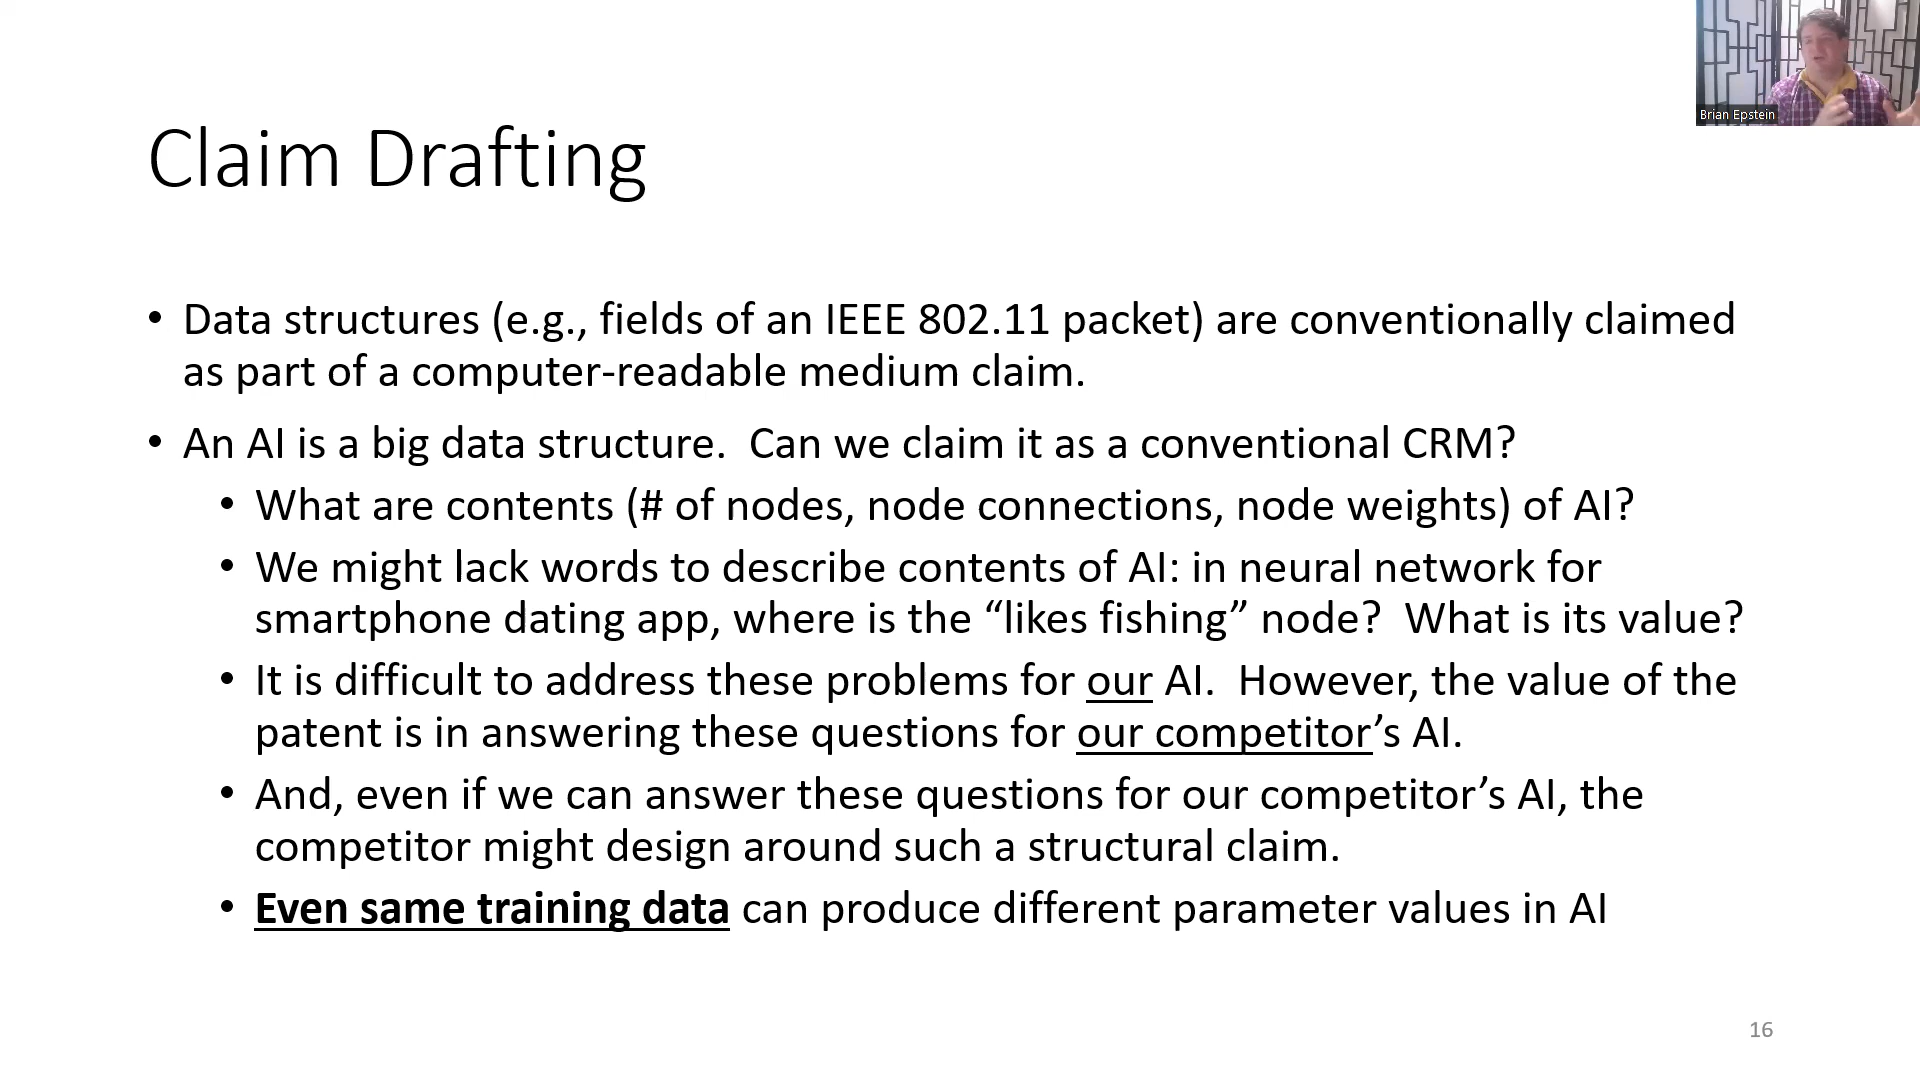 Brian Epstein
Claim Drafting
• Data structures (e.g., fields of an IEEE 802.11 packet) are conventionally claimed
as part of a computer-readable medium claim.
• An AI is a big data structure.  Can we claim it as a conventional CRM?
• What are contents (# of nodes, node connections, node weights) of AI?
• We might lack words to describe contents of AI: in neural network for
smartphone dating app, where is the “likes fishing” node?  What is its value?
• It is difficult to address these problems for our AI.  However, the value of the
patent is in answering these questions for our competitor’s AI.
• And, even if we can answer these questions for our competitor’s AI, the
competitor might design around such a structural claim.
• Even same training data can produce different parameter values in AI
16